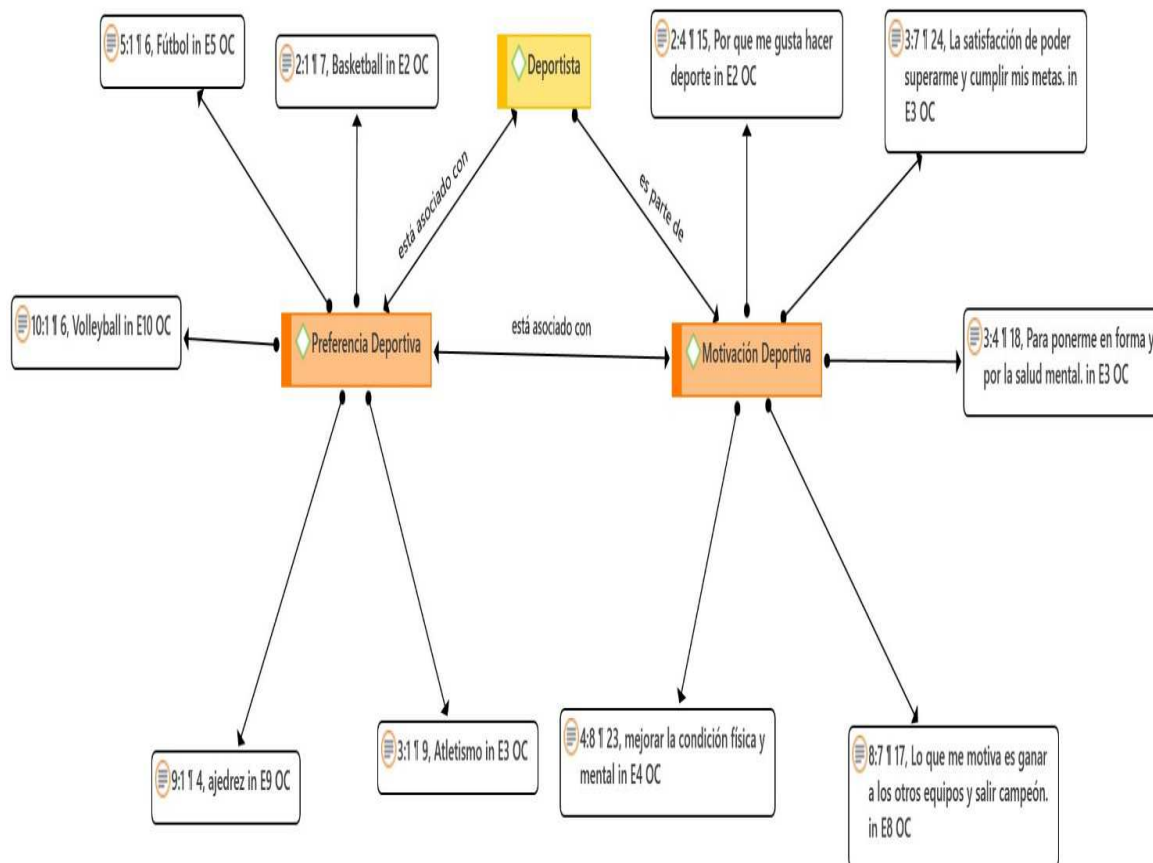 5:1 ¶ 6, Fútbol in E5 OC
2:1 ¶ 7, Basketball in E2 OC
Deportista
2:4 ¶ 15, Por que me gusta hacer
deporte in E2 OC
3:7 ¶ 24, La satisfacción de poder
superarme y cumplir mis metas. in
E3 OC
está asociado con
es parte de
10:1 ¶ 6, Volleyball in E10 OC
Preferencia Deportiva
está asociado con
Motivación Deportiva
3:4 ¶ 18, Para ponerme en forma y
por la salud mental. in E3 OC
9:1 ¶ 4, ajedrez in E9 OC
3:1 ¶ 9, Atletismo in E3 OC
4:8 ¶ 23, mejorar la condición física y
mental in E4 OC
8:7 ¶ 17, Lo que me motiva es ganar
a los otros equipos y salir campeón.
in E8 OC